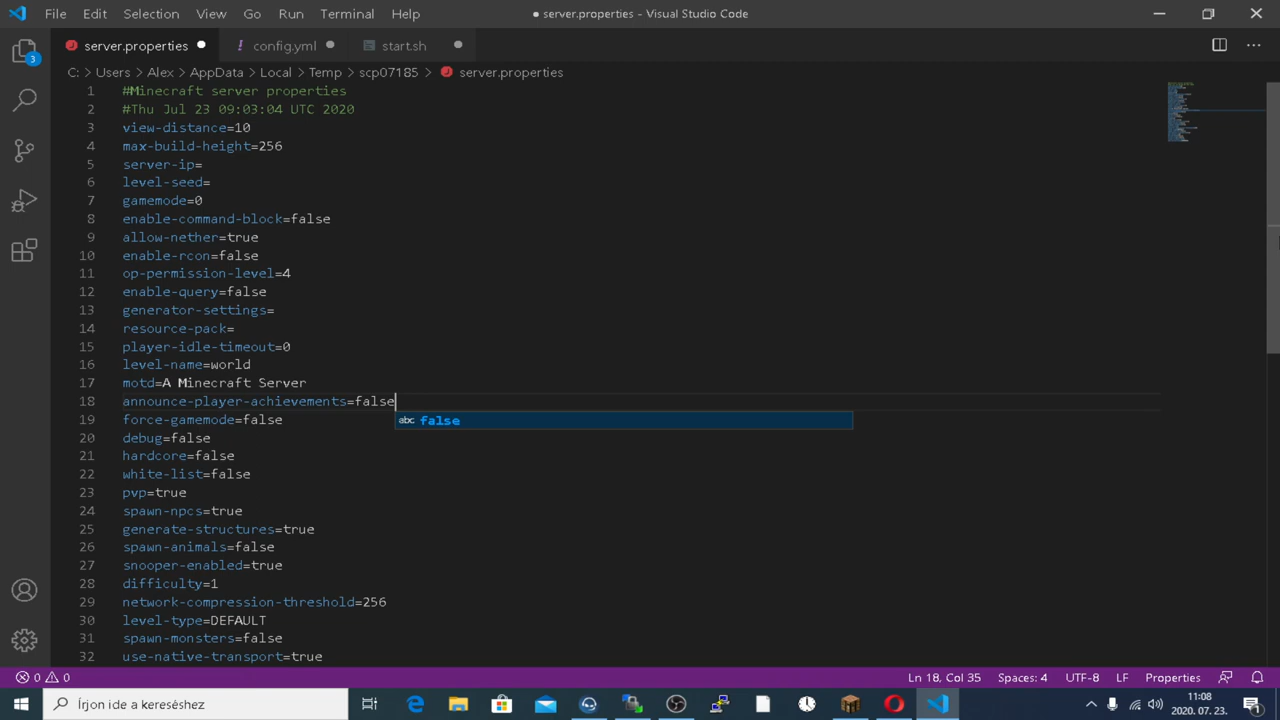 File Edit Selection View Go Run Terminal Help
● server.properties - Visual Studio Code
server.properties ● ! config.yml ● start.sh ●
C: > Users > Alex > AppData > Local > Temp > scp07185 > server.properties
1 #Minecraft server properties
2 #Thu Jul 23 09:03:04 UTC 2020
3 view-distance=10
4 max-build-height=256
5 server-ip=
6 level-seed=
7 gamemode=0
8 enable-command-block=false
9 allow-nether=true
10 enable-rcon=false
11 op-permission-level=4
12 enable-query=false
13 generator-settings=
14 resource-pack=
15 player-idle-timeout=0
16 level-name=world
17 motd=A Minecraft Server
18 announce-player-achievements=false
abc false
19 force-gamemode=false
20 debug=false
21 hardcore=false
22 white-list=false
23 pvp=true
24 spawn-npcs=true
25 generate-structures=true
26 spawn-animals=false
27 snooper-enabled=true
28 difficulty=1
29 network-compression-threshold=256
30 level-type=DEFAULT
31 spawn-monsters=false
32 use-native-transport=true
3
0 0
Ln 18, Col 35 Spaces: 4 UTF-8 LF Properties
Írjon ide a kereséshez
11:08
2020. 07. 23.
1